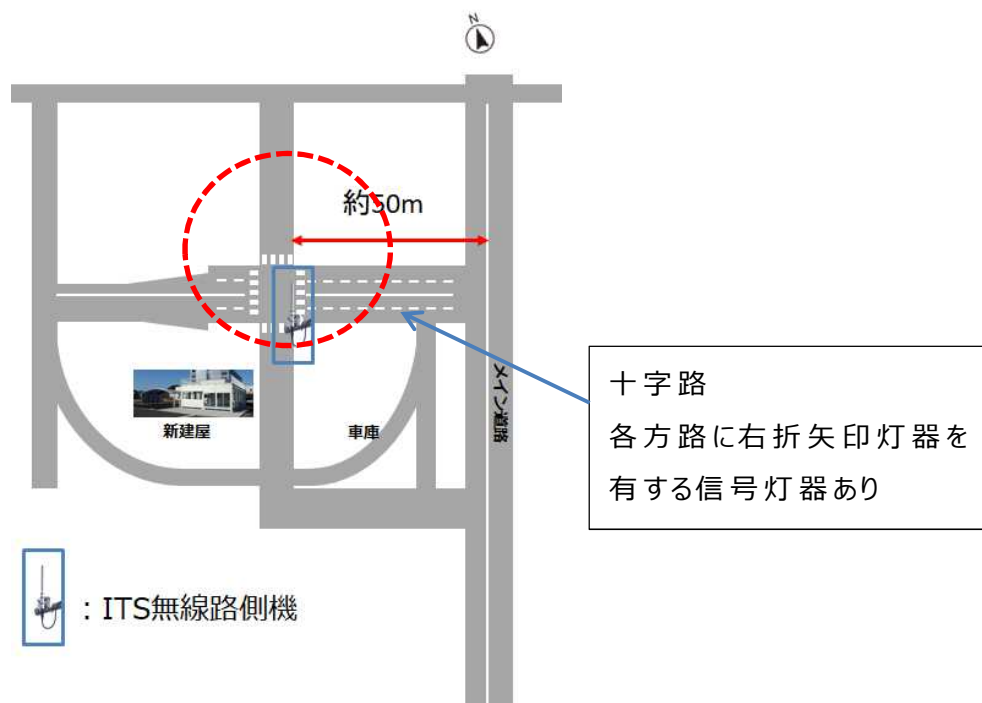 N
約50m
十字路
各方路に右折矢印灯器を
有する信号灯器あり
メイン道路
新建屋
車庫
：ITS無線路側機